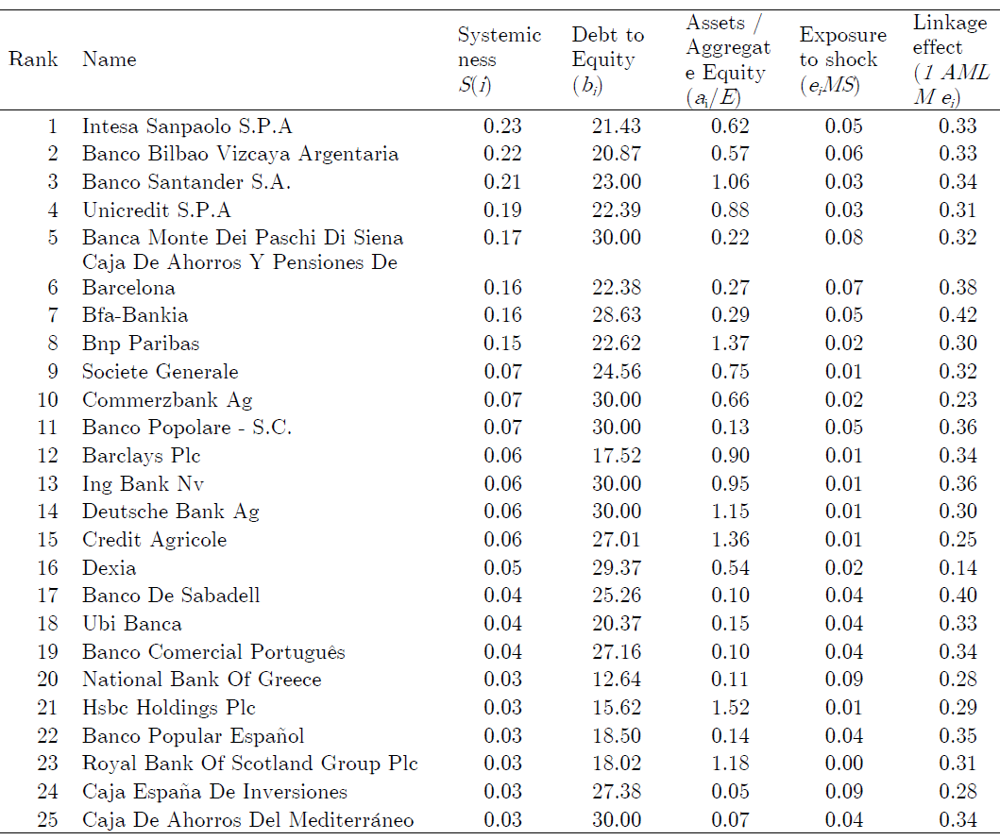 Rank Name Systemic ness S(i) Debt to Equity (bᵢ) Assets / Aggregat e Equity (aᵢ/E) Exposure to shock (eᵢMS) Linkage effect (1 AML M eᵢ)
1 Intesa Sanpaolo S.P.A 0.23 21.43 0.62 0.05 0.33
2 Banco Bilbao Vizcaya Argentaria 0.22 20.87 0.57 0.06 0.33
3 Banco Santander S.A. 0.21 23.00 1.06 0.03 0.34
4 Unicredit S.P.A 0.19 22.39 0.88 0.03 0.31
5 Banca Monte Dei Paschi Di Siena 0.17 30.00 0.22 0.08 0.32
Caja De Ahorros Y Pensiones De
6 Barcelona 0.16 22.38 0.27 0.07 0.38
7 Bfa-Bankia 0.16 28.63 0.29 0.05 0.42
8 Bnp Paribas 0.15 22.62 1.37 0.02 0.30
9 Societe Generale 0.07 24.56 0.75 0.01 0.32
10 Commerzbank Ag 0.07 30.00 0.66 0.02 0.23
11 Banco Popolare - S.C. 0.07 30.00 0.13 0.05 0.36
12 Barclays Plc 0.06 17.52 0.90 0.01 0.34
13 Ing Bank Nv 0.06 30.00 0.95 0.01 0.36
14 Deutsche Bank Ag 0.06 30.00 1.15 0.01 0.30
15 Credit Agricole 0.06 27.01 1.36 0.01 0.25
16 Dexia 0.05 29.37 0.54 0.02 0.14
17 Banco De Sabadell 0.04 25.26 0.10 0.04 0.40
18 Ubi Banca 0.04 20.37 0.15 0.04 0.33
19 Banco Comercial Português 0.04 27.16 0.10 0.04 0.34
20 National Bank Of Greece 0.03 12.64 0.11 0.09 0.28
21 Hsbc Holdings Plc 0.03 15.62 1.52 0.01 0.29
22 Banco Popular Español 0.03 18.50 0.14 0.04 0.35
23 Royal Bank Of Scotland Group Plc 0.03 18.02 1.18 0.00 0.31
24 Caja España De Inversiones 0.03 27.38 0.05 0.09 0.28
25 Caja De Ahorros Del Mediterráneo 0.03 30.00 0.07 0.04 0.34